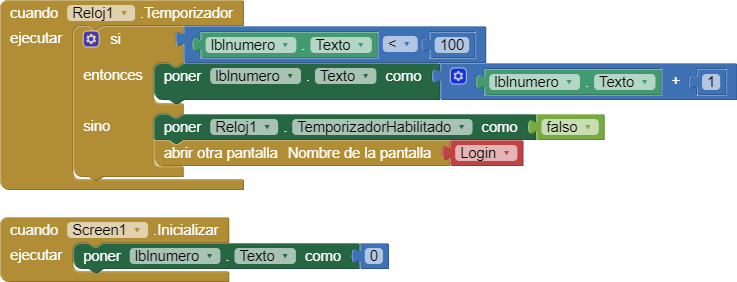 cuando Reloj1 .Temporizador
ejecutar si lblnumero . Texto < 100
entonces poner lblnumero . Texto como lblnumero . Texto + 1
sino poner Reloj1 . TemporizadorHabilitado como falso
abrir otra pantalla Nombre de la pantalla Login
cuando Screen1 .Inicializar
ejecutar poner lblnumero . Texto como 0